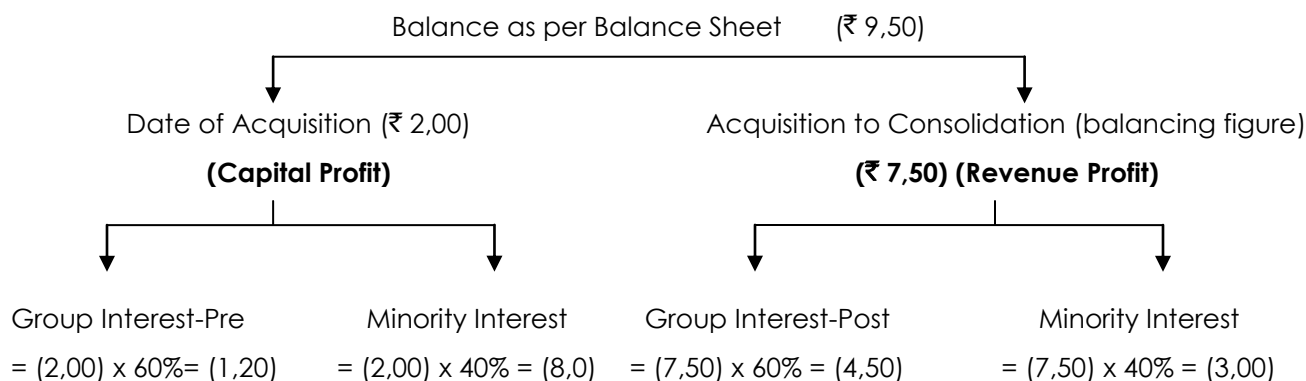 Balance as per Balance Sheet (₹ 9,50)
Date of Acquisition (₹ 2,00) Acquisition to Consolidation (balancing figure)
(Capital Profit) (₹ 7,50) (Revenue Profit)
Group Interest-Pre Minority Interest Group Interest-Post Minority Interest
= (2,00) x 60%= (1,20) = (2,00) x 40% = (8,0) = (7,50) x 60% = (4,50) = (7,50) x 40% = (3,00)